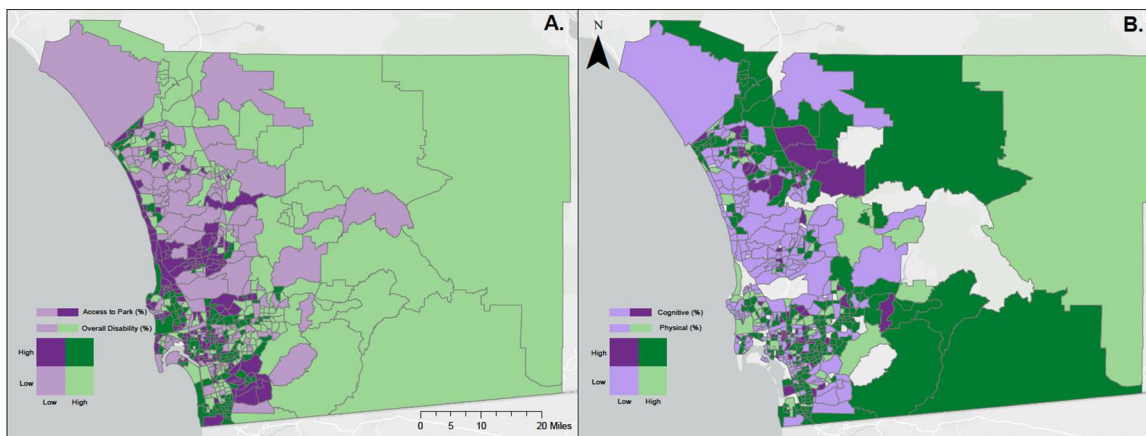 A.
Access to Park (%)
Overall Disability (%)
High
Low
Low High
0 5 10 20 Miles
N
B.
Cognitive (%)
Physical (%)
High
Low
Low High